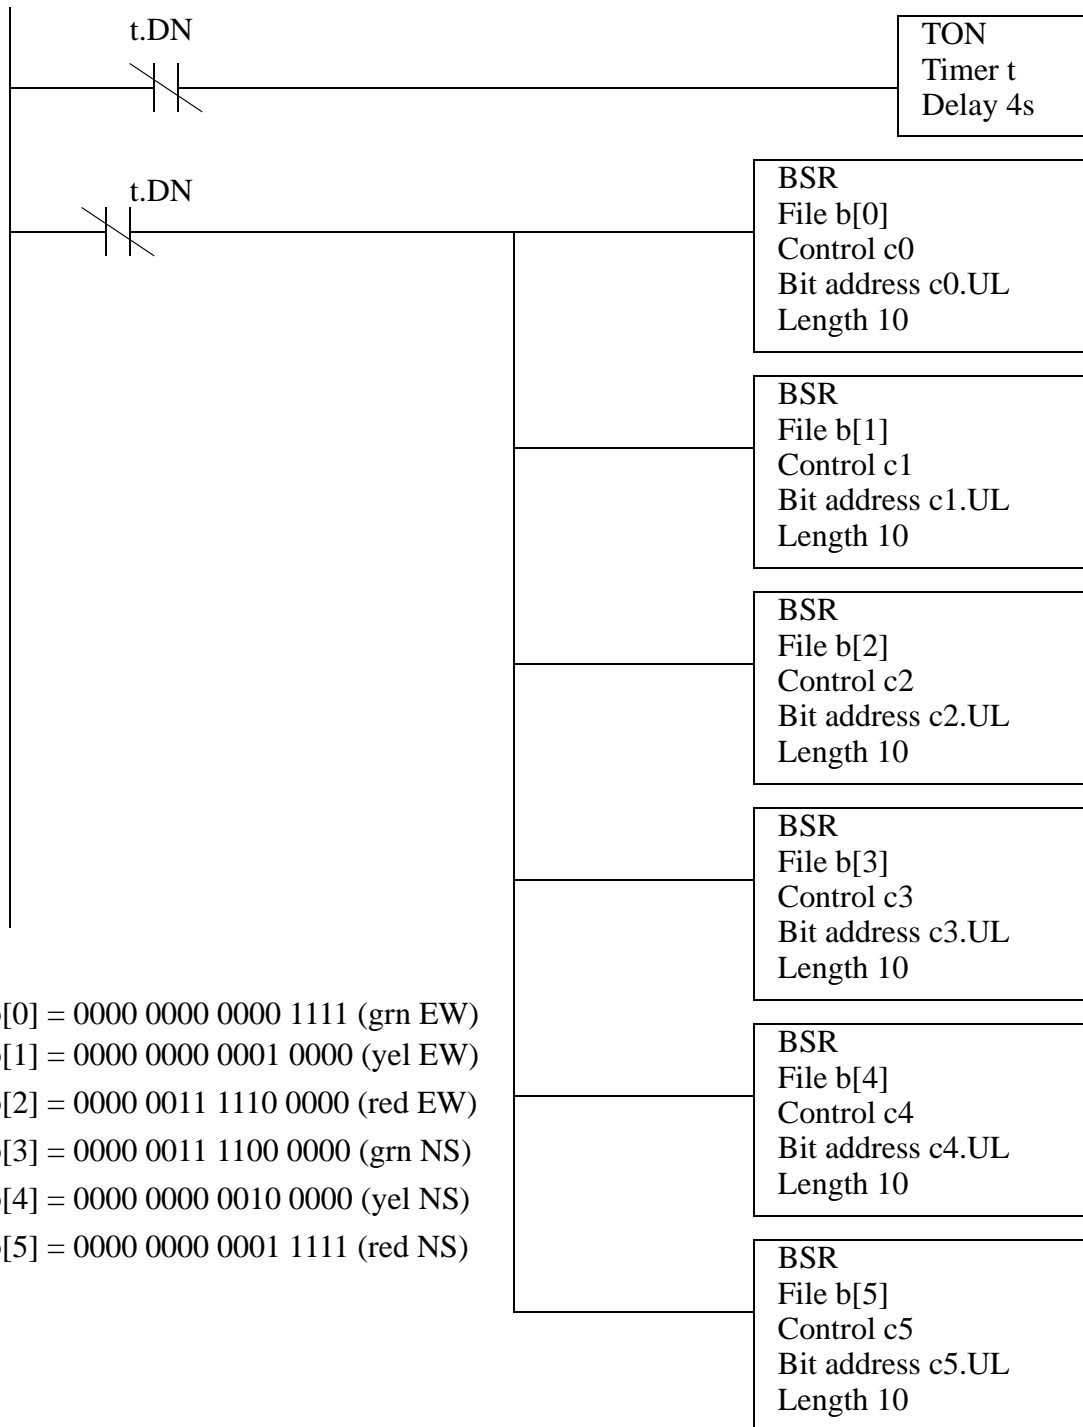 t.DN
TON
Timer t
Delay 4s
t.DN
BSR
File b[0]
Control c0
Bit address c0.UL
Length 10
BSR
File b[1]
Control c1
Bit address c1.UL
Length 10
BSR
File b[2]
Control c2
Bit address c2.UL
Length 10
BSR
File b[3]
Control c3
Bit address c3.UL
Length 10
[0] = 0000 0000 0000 1111 (grn EW)
[1] = 0000 0000 0001 0000 (yel EW)
[2] = 0000 0011 1110 0000 (red EW)
[3] = 0000 0011 1100 0000 (grn NS)
[4] = 0000 0000 0010 0000 (yel NS)
[5] = 0000 0000 0001 1111 (red NS)
BSR
File b[4]
Control c4
Bit address c4.UL
Length 10
BSR
File b[5]
Control c5
Bit address c5.UL
Length 10